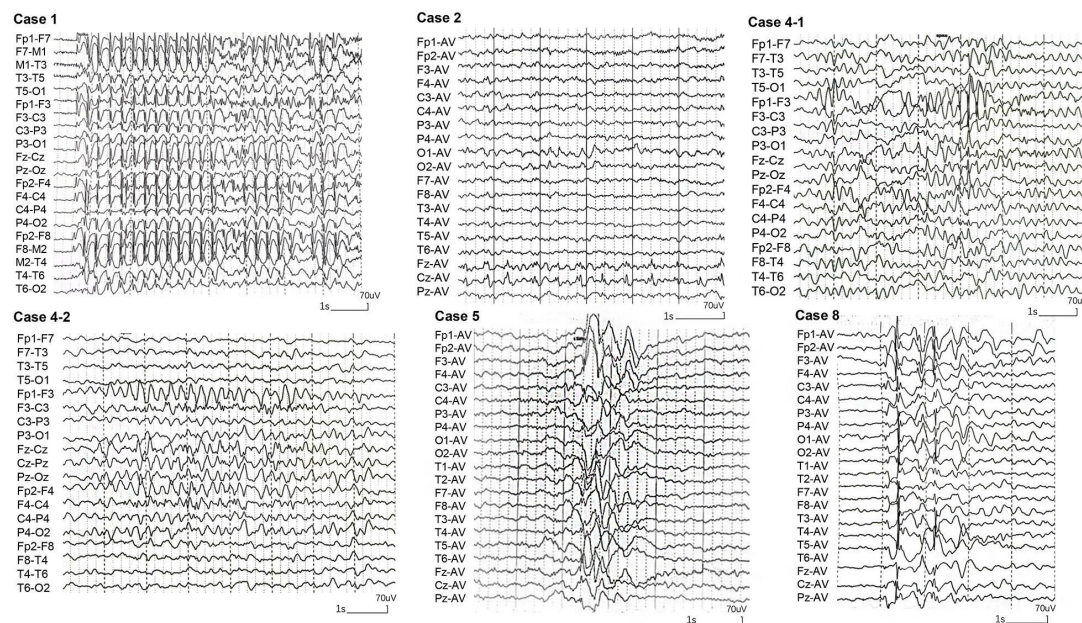 Case 1
Fp1-F7
F7-M1
M1-T3
T3-T5
T5-O1
Fp1-F3
F3-C3
C3-P3
P3-O1
Fz-Cz
Pz-Oz
Fp2-F4
F4-C4
C4-P4
P4-O2
Fp2-F8
F8-M2
M2-T4
T4-T6
T6-O2
1s
70uV
Case 2
Fp1-AV
Fp2-AV
F3-AV
F4-AV
C3-AV
C4-AV
P3-AV
P4-AV
O1-AV
O2-AV
F7-AV
F8-AV
T3-AV
T4-AV
T5-AV
T6-AV
Fz-AV
Cz-AV
Pz-AV
1s
70uV
Case 4-1
Fp1-F7
F7-T3
T3-T5
T5-O1
Fp1-F3
F3-C3
C3-P3
P3-O1
Fz-Cz
Pz-Oz
Fp2-F4
F4-C4
C4-P4
P4-O2
Fp2-F8
F8-T4
T4-T6
T6-O2
1s
70uV
Case 4-2
Fp1-F7
F7-T3
T3-T5
T5-O1
Fp1-F3
F3-C3
C3-P3
P3-O1
Fz-Cz
Cz-Pz
Pz-Oz
Fp2-F4
F4-C4
C4-P4
P4-O2
Fp2-F8
F8-T4
T4-T6
T6-O2
1s
70uV
Case 5
Fp1-AV
Fp2-AV
F3-AV
F4-AV
C3-AV
C4-AV
P3-AV
P4-AV
O1-AV
O2-AV
T1-AV
T2-AV
F7-AV
F8-AV
T3-AV
T4-AV
T5-AV
T6-AV
Fz-AV
Cz-AV
Pz-AV
1s
70uV
Case 8
Fp1-AV
Fp2-AV
F3-AV
F4-AV
C3-AV
C4-AV
P3-AV
P4-AV
O1-AV
O2-AV
T1-AV
T2-AV
F7-AV
F8-AV
T3-AV
T4-AV
T5-AV
T6-AV
Fz-AV
Cz-AV
Pz-AV
1s
70uV